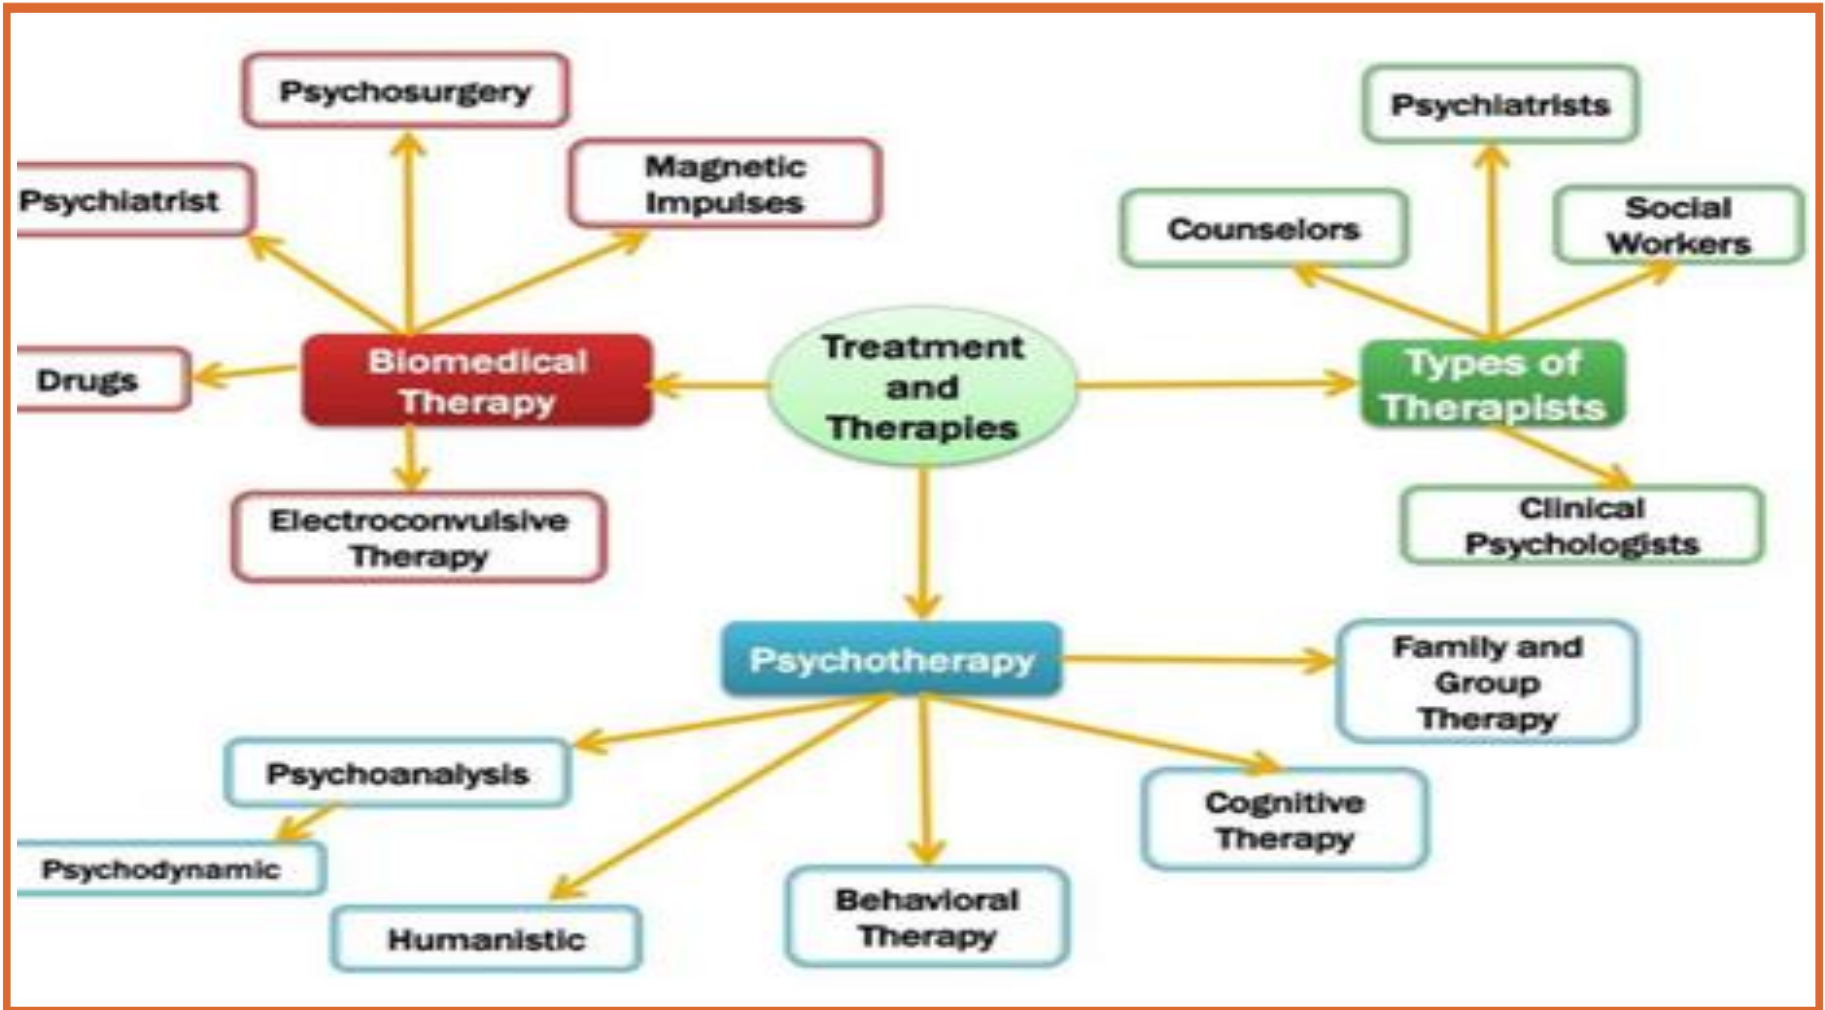 Psychosurgery
Psychiatrist
Magnetic
Impulses
Drugs
Biomedical
Therapy
Electroconvulsive
Therapy
Treatment
and
Therapies
Psychiatrists
Counselors
Social
Workers
Types of
Therapists
Clinical
Psychologists
Psychotherapy
Family and
Group
Therapy
Psychoanalysis
Psychodynamic
Humanistic
Behavioral
Therapy
Cognitive
Therapy